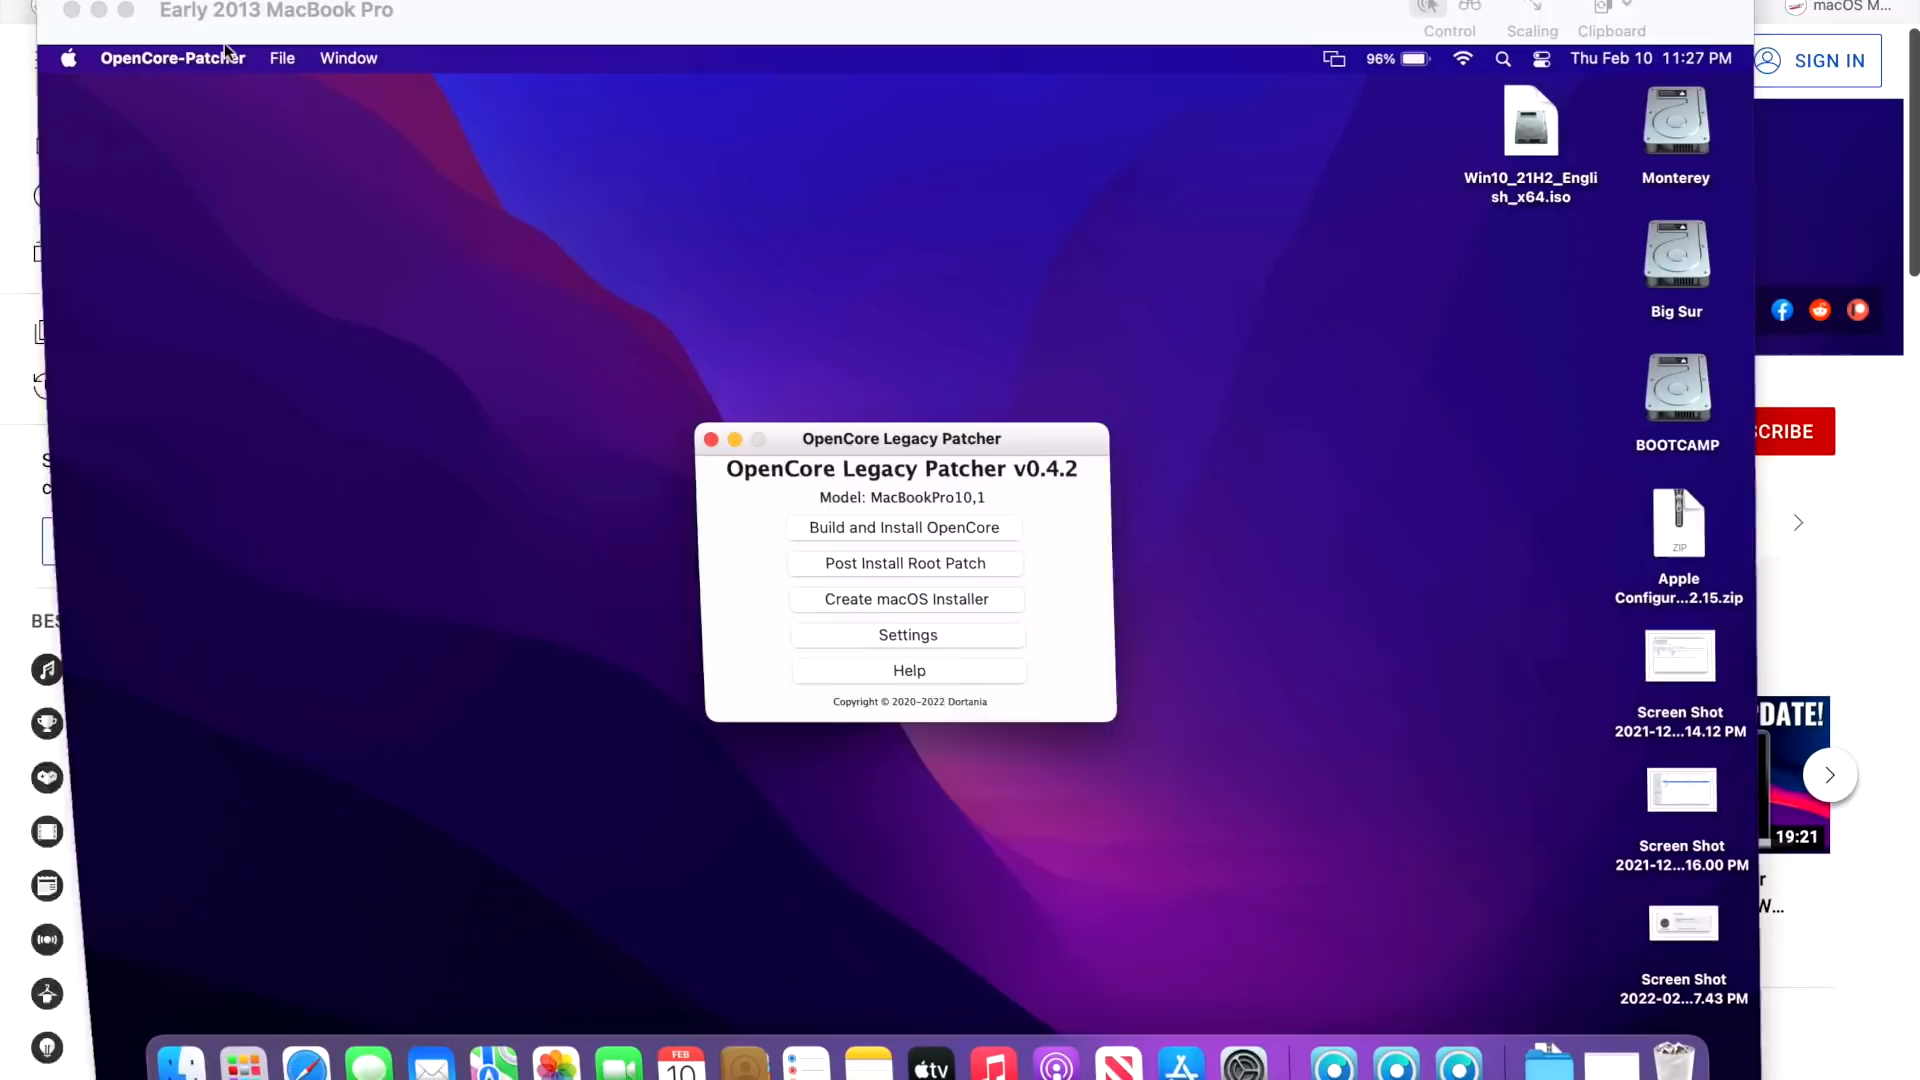 Early 2013 MacBook Pro
macOS M...
Control
Scaling
Clipboard
OpenCore-Patcher
File
Window
96%
Thu Feb 10 11:27 PM
SIGN IN
Win10_21H2_Engli
sh_x64.iso
Monterey
Big Sur
BOOTCAMP
SCRIBE
OpenCore Legacy Patcher
OpenCore Legacy Patcher v0.4.2
Model: MacBookPro10,1
Build and Install OpenCore
Post Install Root Patch
Create macOS Installer
Settings
Help
Copyright © 2020-2022 Dortania
ZIP
Apple
Configur...2.15.zip
BES
Screen Shot
2021-12...14.12 PM
DATE!
Screen Shot
2021-12...16.00 PM
19:21
r
W...
Screen Shot
2022-02...7.43 PM
FEB
10
tv